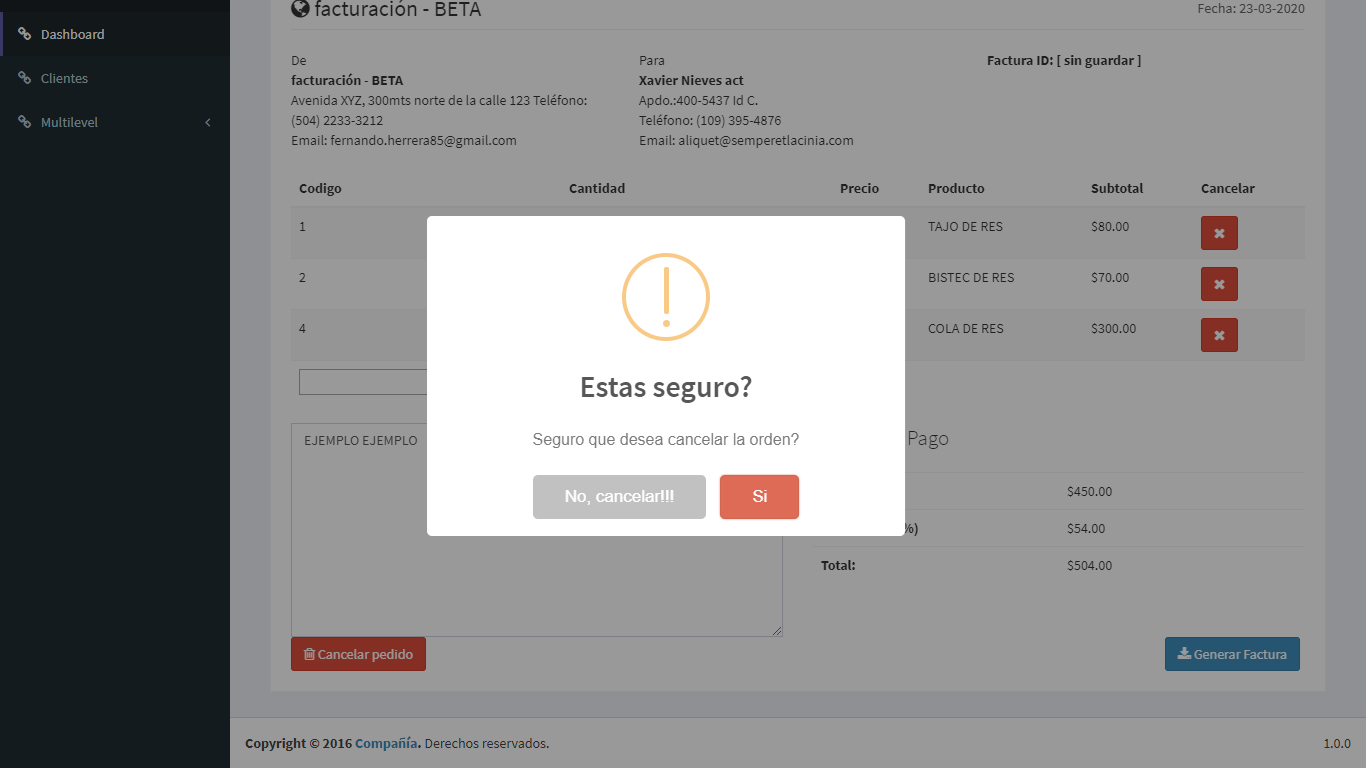 Dashboard
Clientes
Multilevel
facturación - BETA
Fecha: 23-03-2020
De
facturación - BETA
Avenida XYZ, 300mts norte de la calle 123 Teléfono:
(504) 2233-3212
Email: fernando.herrera85@gmail.com
Para
Xavier Nieves act
Apdo.:400-5437 Id C.
Teléfono: (109) 395-4876
Email: aliquet@semperetlacinia.com
Factura ID: [ sin guardar ]
Codigo Cantidad Precio Producto Subtotal Cancelar
1 TAJO DE RES $80.00
2 BISTEC DE RES $70.00
4 COLA DE RES $300.00
Estas seguro?
Seguro que desea cancelar la orden?
No, cancelar!!!
Si
EJEMPLO EJEMPLO
Pago
$450.00
%) $54.00
Total: $504.00
Cancelar pedido
Generar Factura
Copyright © 2016 Compañía. Derechos reservados.
1.0.0